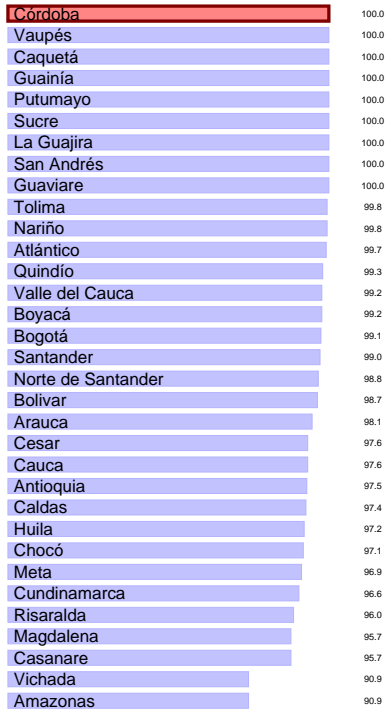 Córdoba 100.0
Vaupés 100.0
Caquetá 100.0
Guainía 100.0
Putumayo 100.0
Sucre 100.0
La Guajira 100.0
San Andrés 100.0
Guaviare 100.0
Tolima 99.8
Nariño 99.8
Atlántico 99.7
Quindío 99.3
Valle del Cauca 99.2
Boyacá 99.2
Bogotá 99.1
Santander 99.0
Norte de Santander 98.8
Bolivar 98.7
Arauca 98.1
Cesar 97.6
Cauca 97.6
Antioquia 97.5
Caldas 97.4
Huila 97.2
Chocó 97.1
Meta 96.9
Cundinamarca 96.6
Risaralda 96.0
Magdalena 95.7
Casanare 95.7
Vichada 90.9
Amazonas 90.9